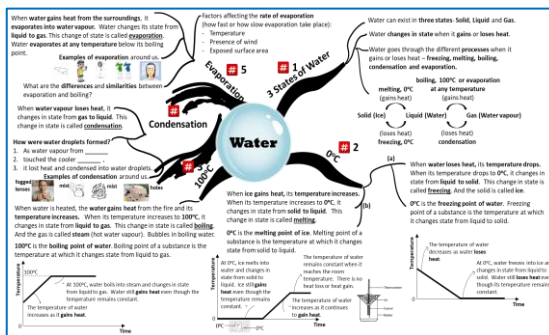 When water gains heat from the surroundings, it
evaporates into water vapour. Water changes its state from
liquid to gas. This change of state is called evaporation.
Water evaporates at any temperature below its boiling
point.
Examples of evaporation around us.
What are the differences and similarities between
evaporation and boiling?
Factors affecting the rate of evaporation
(how fast or how slow evaporation take place):
- Temperature
- Presence of wind
- Exposed surface area
# 5
Evaporation
# 1
3 States of Water
Water can exist in three states- Solid, Liquid and Gas.
Water changes in state when it gains or loses heat.
Water goes through the different processes when it
gains or loses heat – freezing, melting, boiling,
condensation and evaporation.
boiling, 100°C or evaporation
at any temperature
(gains heat)
melting, 0°C
(gains heat)
Solid (Ice)
Liquid (Water)
Gas (Water vapour)
(loses heat)
freezing, 0°C
(loses heat)
condensation
When water vapour loses heat, it
changes in state from gas to liquid. This
change in state is called condensation.
How were water droplets formed?
1. As water vapour from ______
2. touched the cooler ______ ,
3. it lost heat and condensed into water droplets.
Examples of condensation around us
fogged
lenses
mist
mist
holes
#
Condensation
Water
100°C
# 2
0°C
(a)
When water loses heat, its temperature drops.
When its temperature drops to 0°C, it changes in
state from liquid to solid. This change in state is
called freezing. And the solid is called ice.
0°C is the freezing point of water. Freezing
point of a substance is the temperature at which
it changes state from liquid to solid.
(b)
When ice gains heat, its temperature increases.
When its temperature increases to 0°C, it
changes in state from solid to liquid. This
change in state is called melting.
0°C is the melting point of ice. Melting point of a
substance is the temperature at which it changes
state from solid to liquid.
When water is heated, the water gains heat from the fire and its
temperature increases. When its temperature increases to 100°C, it
changes in state from liquid to gas. This change in state is called boiling.
And the gas is called steam (hot water vapour). Bubbles in boiling water.
100°C is the boiling point of water. Boiling point of a substance is the
temperature at which it changes state from liquid to gas.
Temperature
100°C
At 100°C, water boils into steam and changes in state
from liquid to gas. Water still gains heat even though the
temperature remains constant.
The temperature of water
increases as it gains heat.
Time
Temperature
At 0°C, ice melts into
water and changes in
state from solid to
liquid. Ice still gains
heat even though the
temperature remains
constant.
0°C
The temperature of water
remains constant when it
reaches the room
temperature. There is no
heat loss or heat gain.
The temperature of water
increases as it continues
to gain heat.
0°C
Time
Temperature
The temperature of water
decreases as water loses
heat.
0°C
At 0°C, water freezes into ice and
changes in state from liquid to
solid. Water still loses heat even
though its temperature remains
constant.
Time